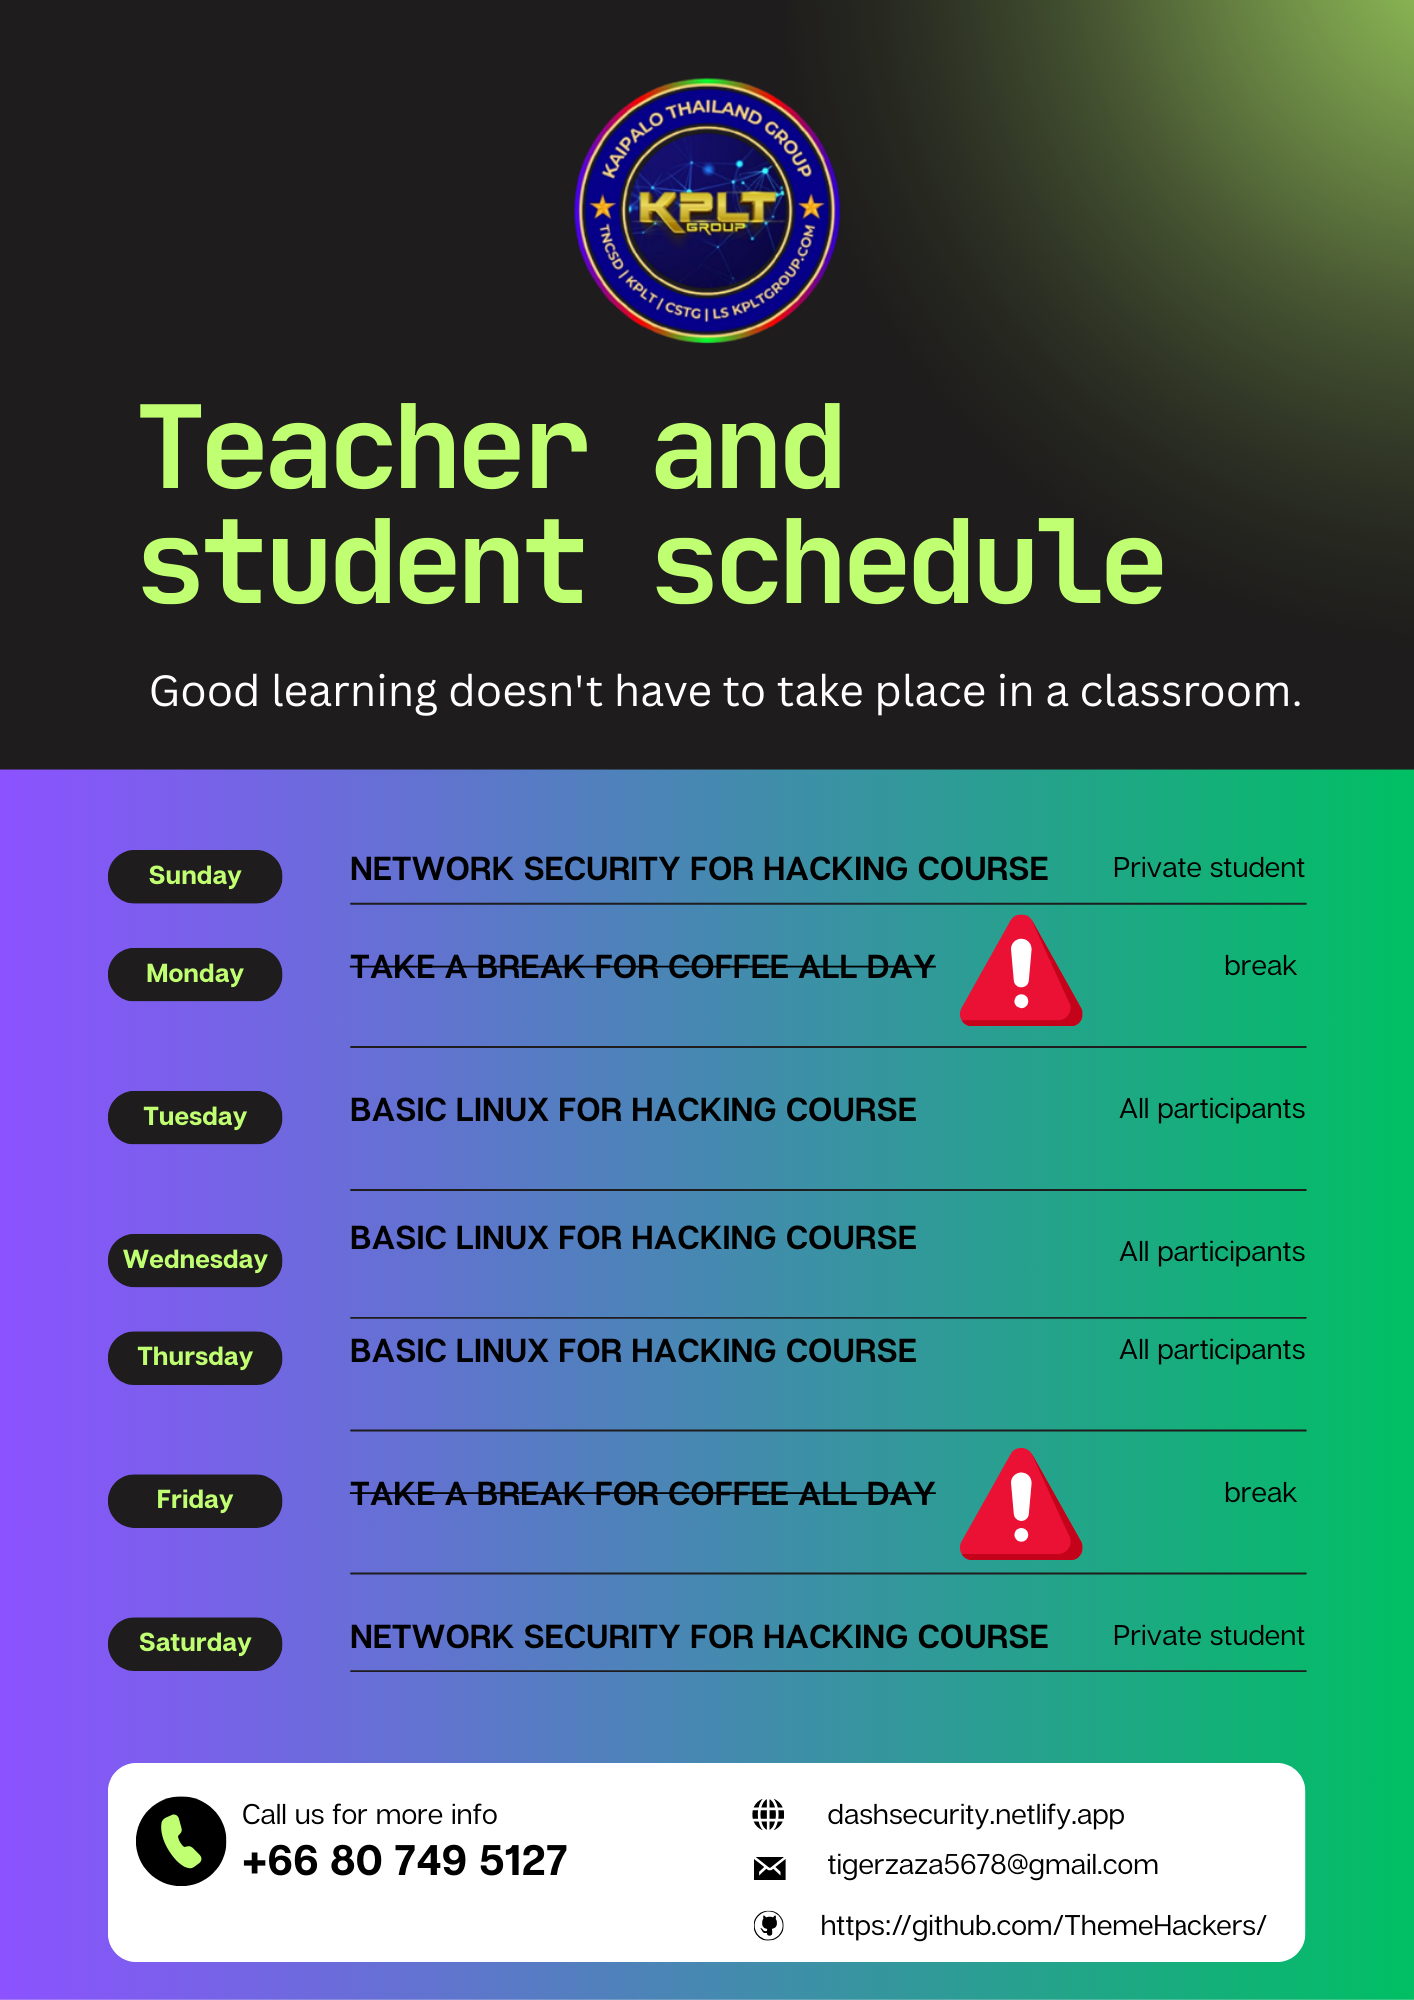 KAIPALO THAILAND GROUP
KPLT
GROUP
TNCSD | KPLT | CSTG | LS KPLTGROUP.COM
Teacher and
student schedule
Good learning doesn't have to take place in a classroom.
Sunday NETWORK SECURITY FOR HACKING COURSE Private student
Monday TAKE A BREAK FOR COFFEE ALL DAY break
Tuesday BASIC LINUX FOR HACKING COURSE All participants
Wednesday BASIC LINUX FOR HACKING COURSE All participants
Thursday BASIC LINUX FOR HACKING COURSE All participants
Friday TAKE A BREAK FOR COFFEE ALL DAY break
Saturday NETWORK SECURITY FOR HACKING COURSE Private student
Call us for more info
+66 80 749 5127
dashsecurity.netlify.app
tigerzaza5678@gmail.com
https://github.com/ThemeHackers/